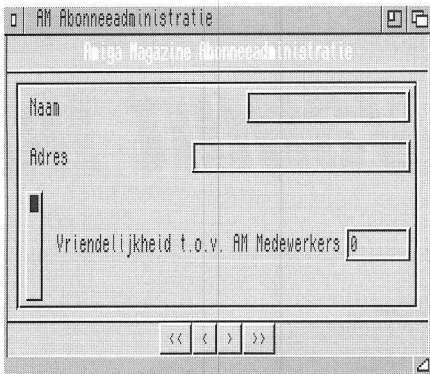 AM Abonneeadministratie
Amiga Magazine Abonneeadministratie
Naam
Adres
Vriendelijkheid t.o.v. AM Medewerkers 0
<< < > >>